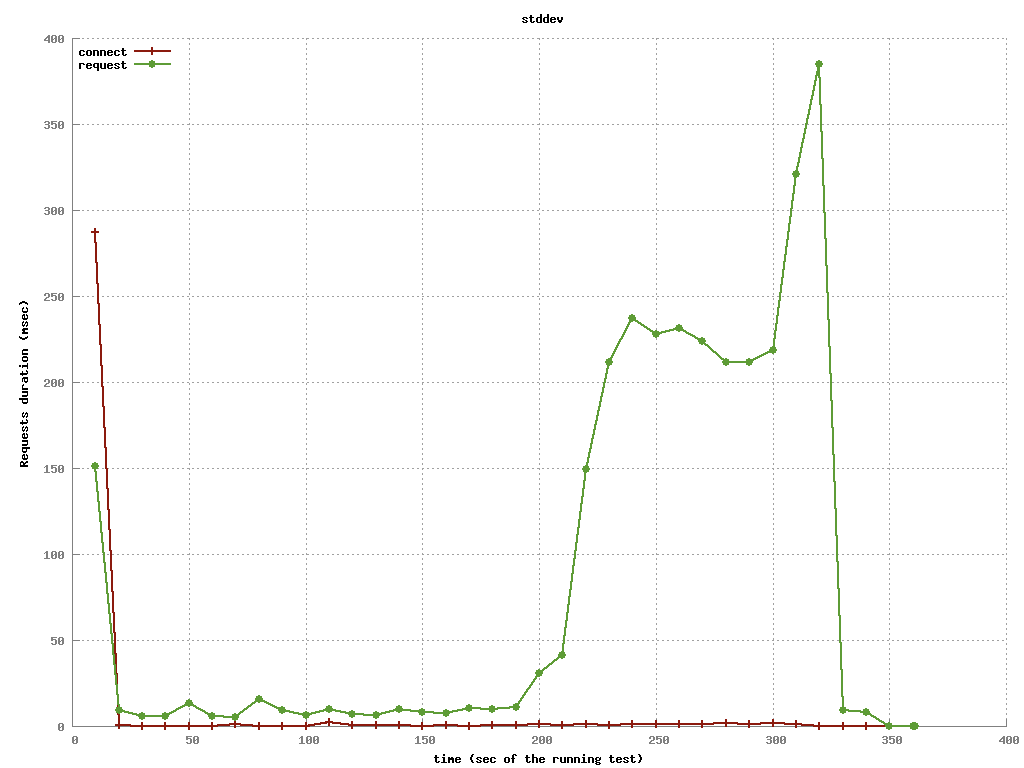 stddev
connect
request
Requests duration (msec)
400
350
300
250
200
150
100
50
0
0 50 100 150 200 250 300 350 400
time (sec of the running test)